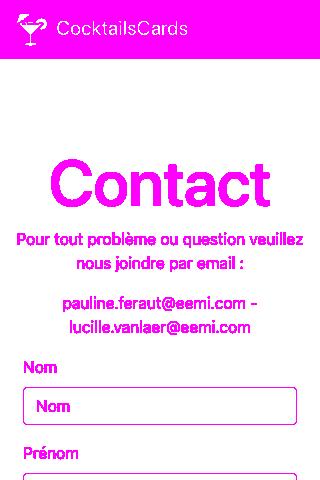 CocktailsCards
Contact
Pour tout problème ou question veuillez
nous joindre par email :
pauline.feraut@eemi.com -
lucille.vanlaer@eemi.com
Nom
Nom
Prénom